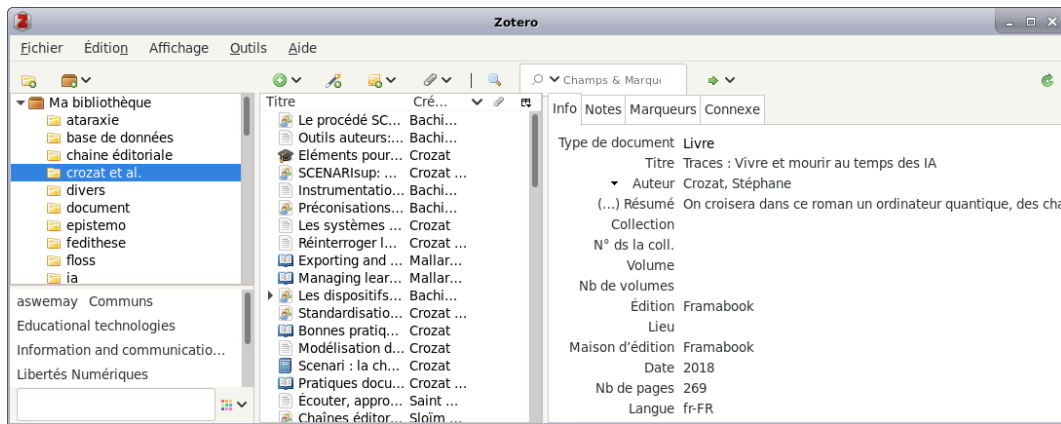 Zotero
Fichier Édition Affichage Outils Aide
Champs & Marqu
Ma bibliothèque
ataraxie
base de données
chaine éditoriale
crozat et al.
divers
document
epistemo
fedithese
floss
ia
aswemay Communs
Educational technologies
Information and communicatio...
Libertés Numériques
Titre Cré...
Le procédé SC... Bachi...
Outils auteurs:... Bachi...
Eléments pour... Crozat
SCENARIsup: ... Crozat ...
Instrumentatio... Bachi...
Préconisations... Bachi...
Les systèmes ... Crozat
Réinterroger l... Crozat ...
Exporting and ... Mallar...
Managing lear... Mallar...
Les dispositifs... Bachi...
Standardisatio... Crozat ...
Bonnes pratiq... Crozat
Modélisation d... Crozat
Scenari : la ch... Crozat
Pratiques docu... Crozat ...
Écouter, appro... Saint ...
Chaînes éditor... Sloïm ...
Info Notes Marqueurs Connexe
Type de document Livre
Titre Traces : Vivre et mourir au temps des IA
Auteur Crozat, Stéphane
(...) Résumé On croisera dans ce roman un ordinateur quantique, des cha
Collection
N° ds la coll.
Volume
Nb de volumes
Édition Framabook
Lieu
Maison d'édition Framabook
Date 2018
Nb de pages 269
Langue fr-FR